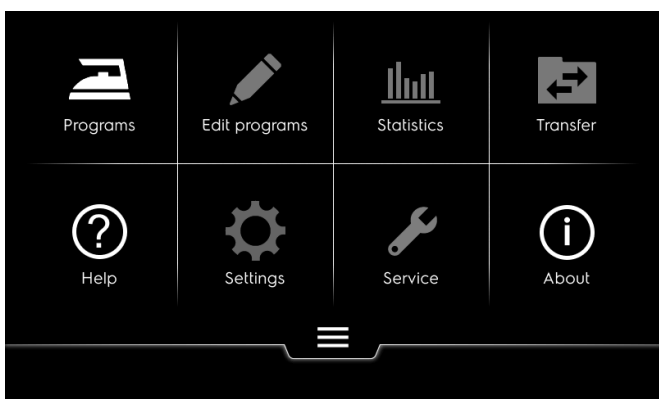 Programs
Edit programs
Statistics
Transfer
Help
Settings
Service
About